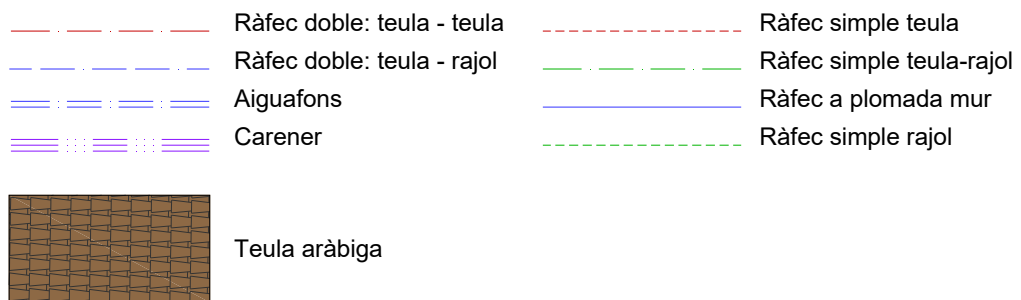 Ràfec doble: teula - teula
Ràfec doble: teula - rajol
Aiguafons
Carener
Ràfec simple teula
Ràfec simple teula-rajol
Ràfec a plomada mur
Ràfec simple rajol
Teula aràbiga